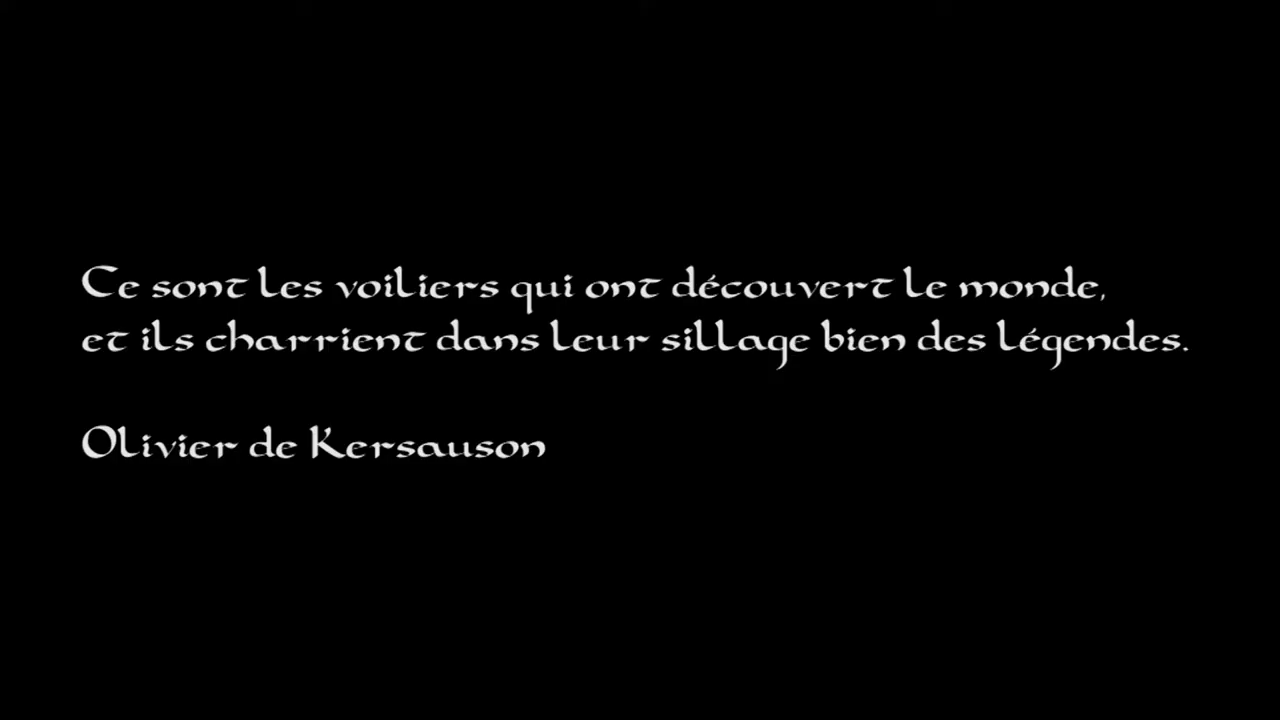 Ce sont les voiliers qui ont découvert le monde,
et ils charrient dans leur sillage bien des légendes.
Olivier de Kersauson